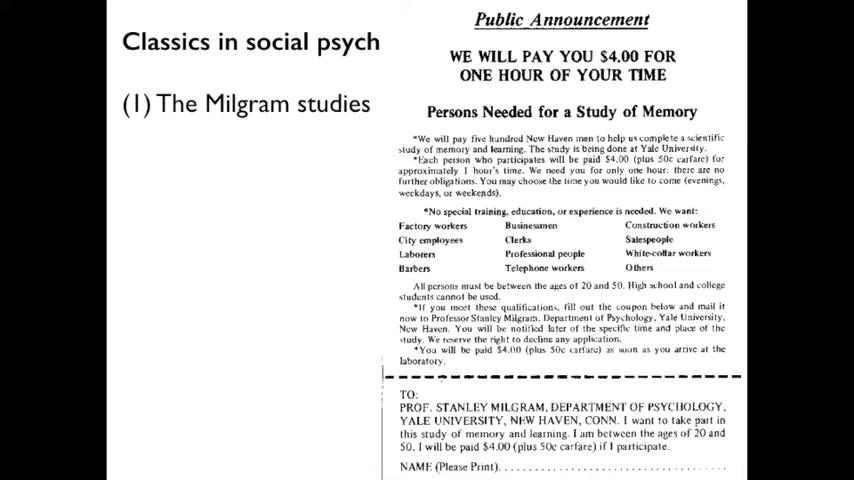 Classics in social psych
(1) The Milgram studies
Public Announcement
WE WILL PAY YOU $4.00 FOR
ONE HOUR OF YOUR TIME
Persons Needed for a Study of Memory
*We will pay five hundred New Haven men to help us complete a scientific
study of memory and learning. The study is being done at Yale University.
*Each person who participates will be paid $4.00 (plus 50c carfare) for
approximately 1 hour's time. We need you for only one hour: there are no
further obligations. You may choose the time you would like to come (evenings,
weekdays, or weekends).
*No special training, education, or experience is needed. We want:
Factory workers Businessmen Construction workers
City employees Clerks Salespeople
Laborers Professional people White-collar workers
Barbers Telephone workers Others
All persons must be between the ages of 20 and 50. High school and college
students cannot be used.
*If you meet these qualifications, fill out the coupon below and mail it
now to Professor Stanley Milgram, Department of Psychology, Yale University,
New Haven. You will be notified later of the specific time and place of the
study. We reserve the right to decline any application.
*You will be paid $4.00 (plus 50c carfare) as soon as you arrive at the
laboratory.
TO:
PROF. STANLEY MILGRAM, DEPARTMENT OF PSYCHOLOGY,
YALE UNIVERSITY, NEW HAVEN, CONN. I want to take part in
this study of memory and learning. I am between the ages of 20 and
50. I will be paid $4.00 (plus 50c carfare) if I participate.
NAME (Please Print)